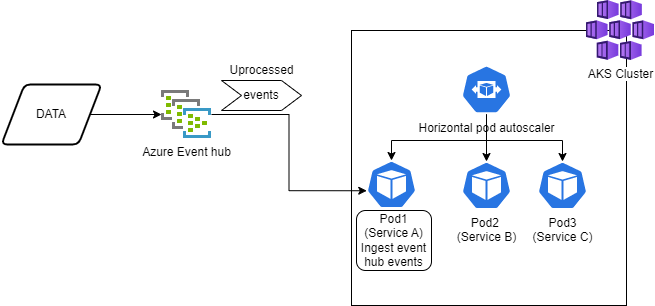 AKS Cluster
Uprocessed
events
DATA
Azure Event hub
Horizontal pod autoscaler
Pod1
(Service A)
Ingest event
hub events
Pod2
(Service B)
Pod3
(Service C)